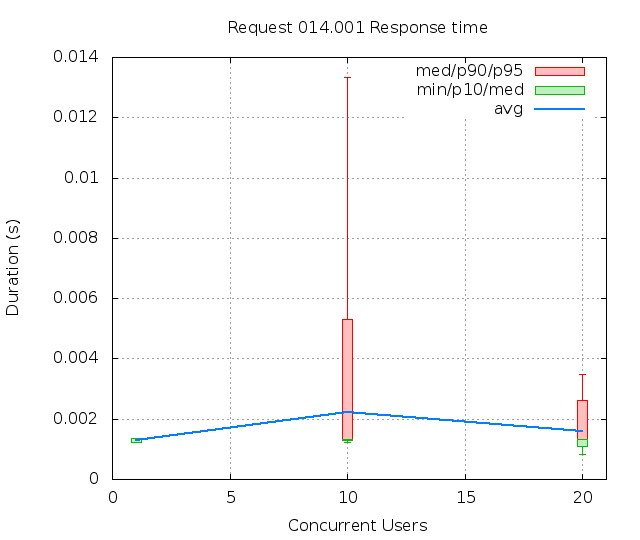 Request 014.001 Response time
0.014
0.012
0.01
0.008
0.006
0.004
0.002
0
Duration (s)
med/p90/p95
min/p10/med
avg
0 5 10 15 20
Concurrent Users